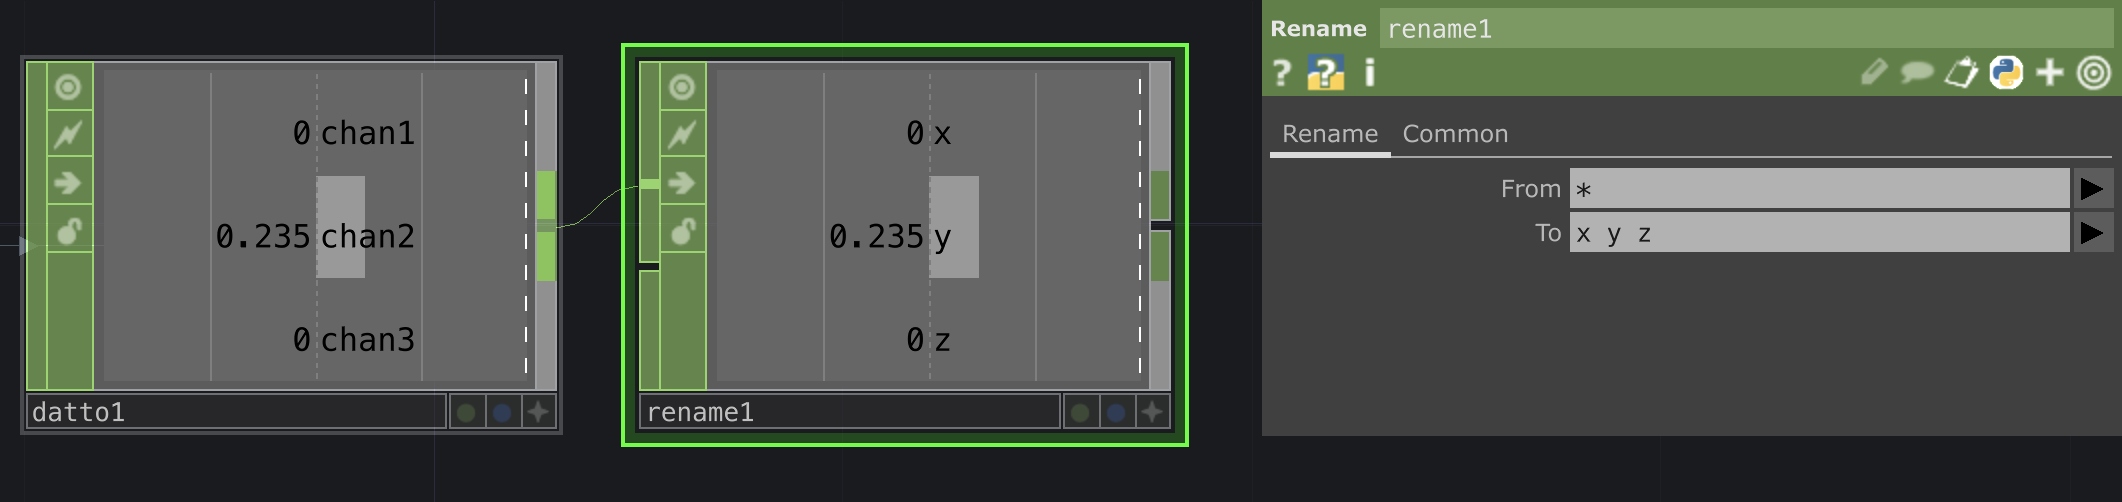 0 chan1
0.235 chan2
0 chan3
datto1
0 x
0.235 y
0 z
rename1
Rename rename1
? ? i
Rename Common
From *
To x y z